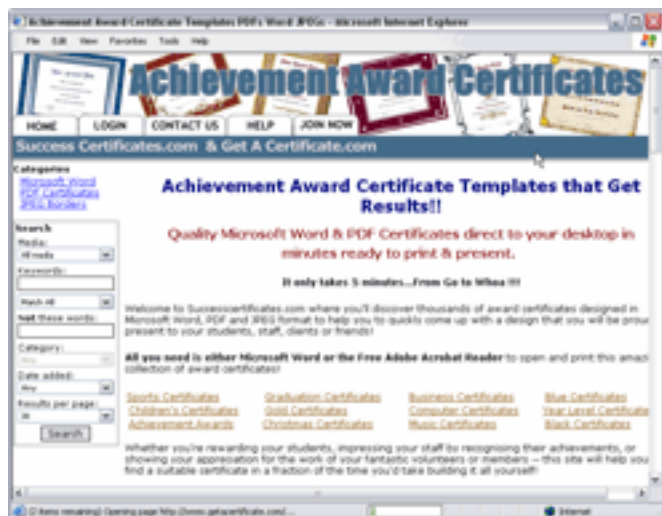 Achievement Award Certificate Templates PDFs Word JPEGs - Microsoft Internet Explorer
File Edit View Favorites Tools Help
Achievement Award Certificates
HOME LOGIN CONTACT US HELP JOIN NOW
Success Certificates.com & Get A Certificate.com
Categories
Microsoft Word
PDF Certificates
JPEG Borders
Search
Media:
All media
Keywords:
Match All
Not these words:
Category:
Any
Date added:
Any
Results per page:
Search
Achievement Award Certificate Templates that Get
Results!!
Quality Microsoft Word & PDF Certificates direct to your desktop in
minutes ready to print & present.
It only takes 5 minutes...From Go to Whoa !!!
Welcome to Successcertificates.com where you'll discover thousands of award certificates designed in
Microsoft Word, PDF and JPEG format to help you to quickly come up with a design that you will be prou
present to your students, staff, clients or friends!
All you need is either Microsoft Word or the Free Adobe Acrobat Reader to open and print this amazi
collection of award certificates!
Sports Certificates Graduation Certificates Business Certificates Blue Certificates
Children's Certificates Gold Certificates Computer Certificates Year Level Certificate
Achievement Awards Christmas Certificates Music Certificates Black Certificates
Whether you're rewarding your students, impressing your staff by recognising their achievements, or
showing your appreciation for the work of your fantastic volunteers or members -- this site will help you
find a suitable certificate in a fraction of the time you'd take building it all yourself!
(2 items remaining) Opening page http://www.getacertificate.com/...
Internet